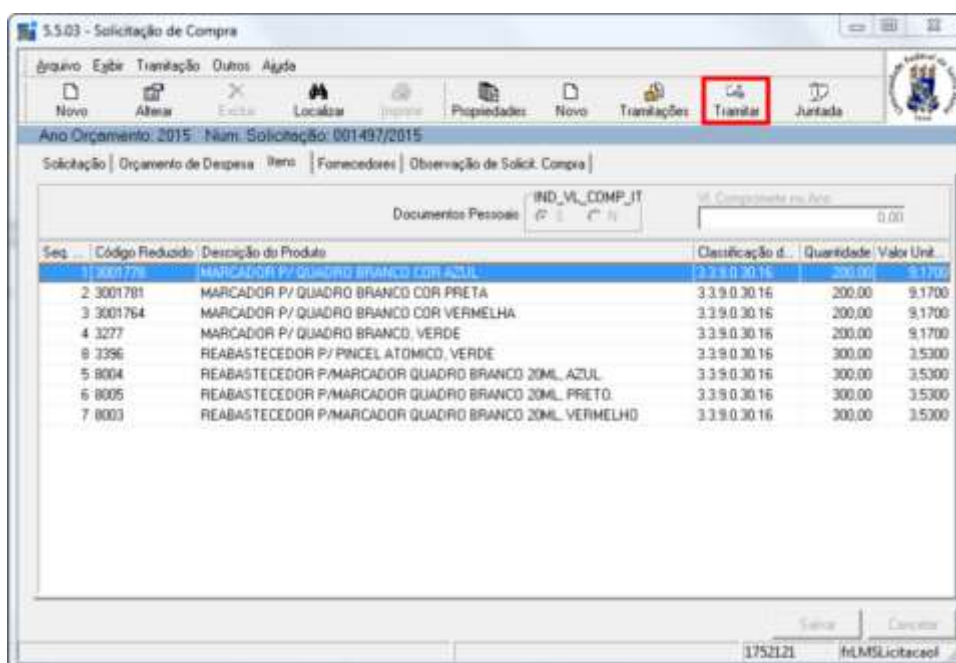 5.5.03 - Solicitação de Compra
Arquivo Exibir Tramitação Outros Ajuda
Novo Alterar Excluir Localizar Imprimir Propriedades Novo Tramitações Tramitar Juntada
Ano Orçamento: 2015 Num. Solicitação: 001497/2015
Solicitação Orçamento de Despesa Itens Fornecedores Observação de Solicit. Compra
IND_VL_COMP_IT
Documentos Pessoais S N
0,00
Seq. ... Código Reduzido Descrição do Produto Classificação d... Quantidade Valor Unit...
1 3001778 MARCADOR P/ QUADRO BRANCO COR AZUL 3.3.9.0.30.16 200,00 9,1700
2 3001781 MARCADOR P/ QUADRO BRANCO COR PRETA 3.3.9.0.30.16 200,00 9,1700
3 3001764 MARCADOR P/ QUADRO BRANCO COR VERMELHA 3.3.9.0.30.16 200,00 9,1700
4 3277 MARCADOR P/ QUADRO BRANCO, VERDE 3.3.9.0.30.16 200,00 9,1700
8 3396 REABASTECEDOR P/ PINCEL ATOMICO, VERDE 3.3.9.0.30.16 300,00 3,5300
5 8004 REABASTECEDOR P/MARCADOR QUADRO BRANCO 20ML, AZUL. 3.3.9.0.30.16 300,00 3,5300
6 8005 REABASTECEDOR P/MARCADOR QUADRO BRANCO 20ML, PRETO. 3.3.9.0.30.16 300,00 3,5300
7 8003 REABASTECEDOR P/MARCADOR QUADRO BRANCO 20ML, VERMELHO 3.3.9.0.30.16 300,00 3,5300
Salvar Cancelar
1752121 frLMSLicitacaol